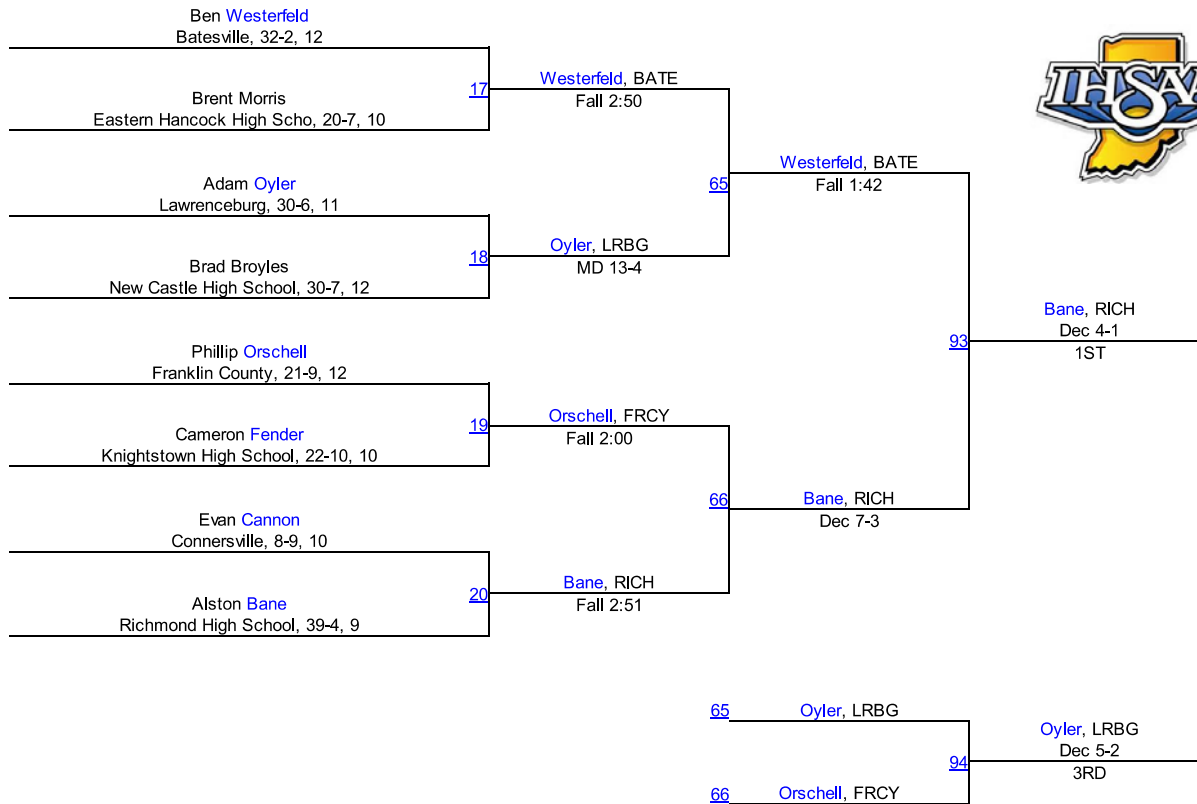 Ben Westerfeld
Batesville, 32-2, 12
17
Brent Morris
Eastern Hancock High Scho, 20-7, 10
Westerfeld, BATE
Fall 2:50
Adam Oyler
Lawrenceburg, 30-6, 11
18
Brad Broyles
New Castle High School, 30-7, 12
Oyler, LRBG
MD 13-4
65
Westerfeld, BATE
Fall 1:42
Phillip Orschell
Franklin County, 21-9, 12
19
Cameron Fender
Knightstown High School, 22-10, 10
Orschell, FRCY
Fall 2:00
Evan Cannon
Connersville, 8-9, 10
20
Alston Bane
Richmond High School, 39-4, 9
Bane, RICH
Fall 2:51
66
Bane, RICH
Dec 7-3
93
Bane, RICH
Dec 4-1
1ST
65
Oyler, LRBG
66
Orschell, FRCY
94
Oyler, LRBG
Dec 5-2
3RD
IHSAA